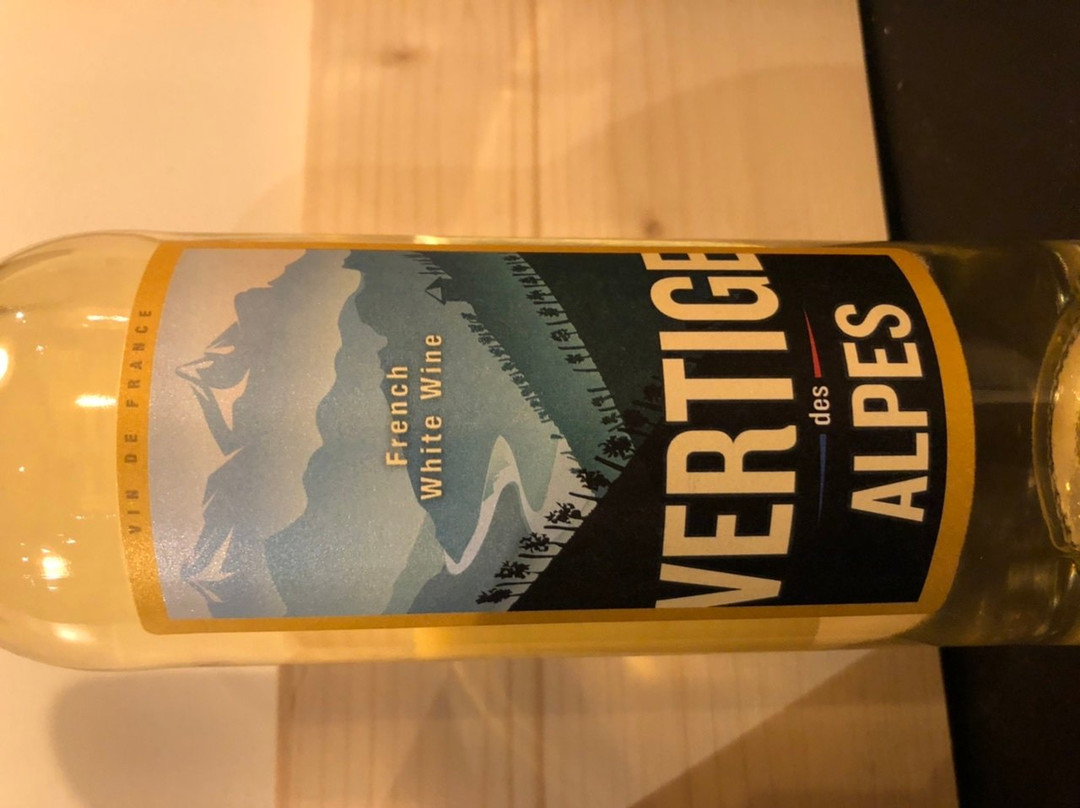 VIN DE FRANCE
French
White Wine
VERTIGE
des
ALPES